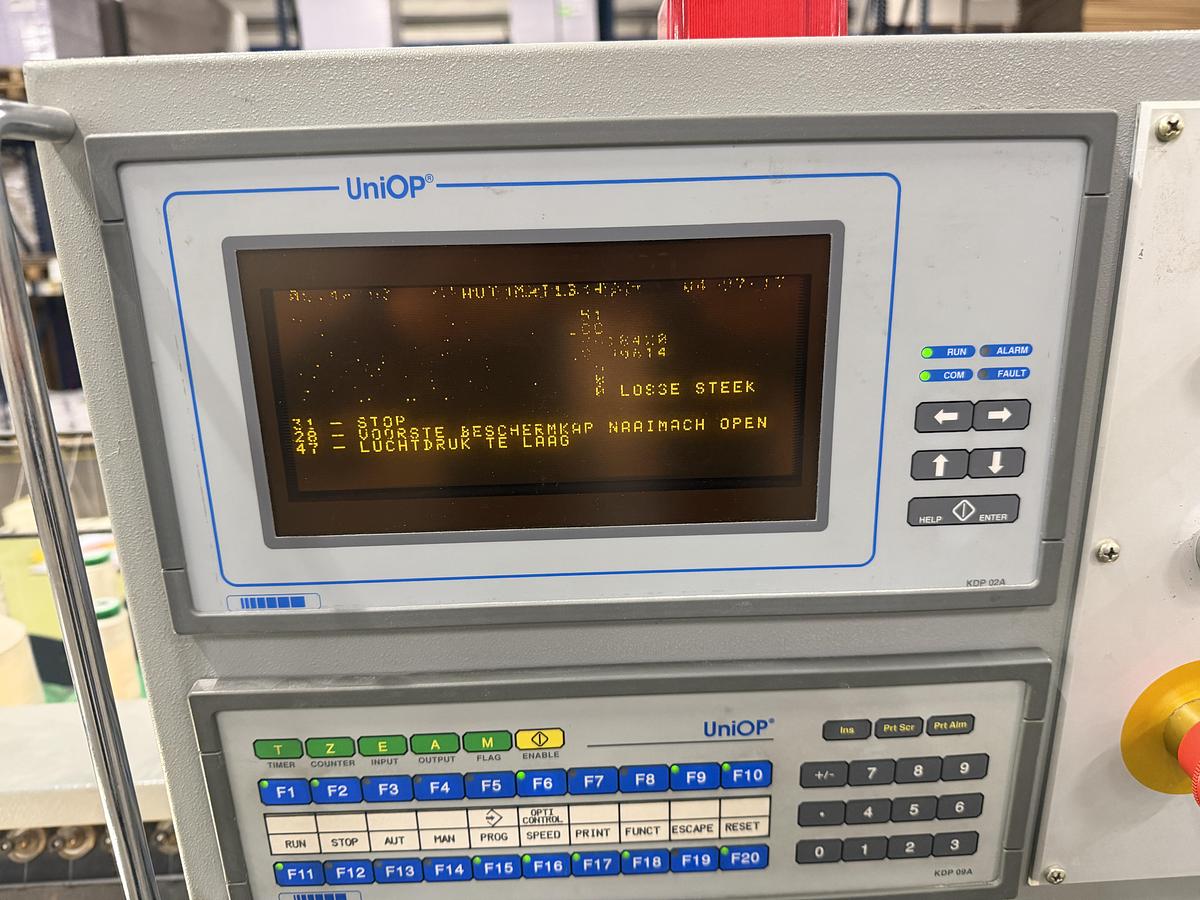 UniOP®
LOSSE STEEK
31 – STOP
28 – VOORSTE BESCHERMKAP NAAIMACH OPEN
47 – LUCHTDRUK TE LAAG
RUN ALARM
COM FAULT
HELP ENTER
KDP 02A
UniOP®
Ins Prt Scr Prt Alm
T Z E A M
TIMER COUNTER INPUT OUTPUT FLAG ENABLE
F1 F2 F3 F4 F5 F6 F7 F8 F9 F10
+/- 7 8 9
OPTI
CONTROL
RUN STOP AUT MAN PROG SPEED PRINT FUNCT ESCAPE RESET
. 4 5 6
F11 F12 F13 F14 F15 F16 F17 F18 F19 F20
0 1 2 3
KDP 09A